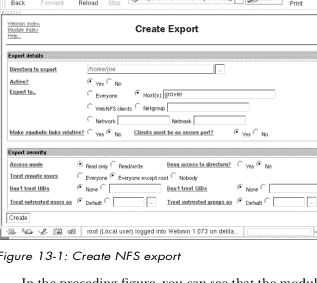 Back Forward Reload Stop Print
Webmin Index
Module Index
Help..
Create Export
Export details
Directory to export /home/joe ...
Active? Yes No
Export to.. Everyone Host(s) grover
WebNFS clients Netgroup
Network Netmask
Make symbolic links relative? Yes No Clients must be on secure port? Yes No
Export security
Access mode Read only Read/write Deny access to directory? Yes No
Trust remote users Everyone Everyone except root Nobody
Don't trust UIDs None Don't trust GIDs None
Treat untrusted users as Default ... Treat untrusted groups as Default ...
Create
root (Local user) logged into Webmin 1.073 on delila...
Figure 13-1: Create NFS export
In the preceding figure, you can see that the modul